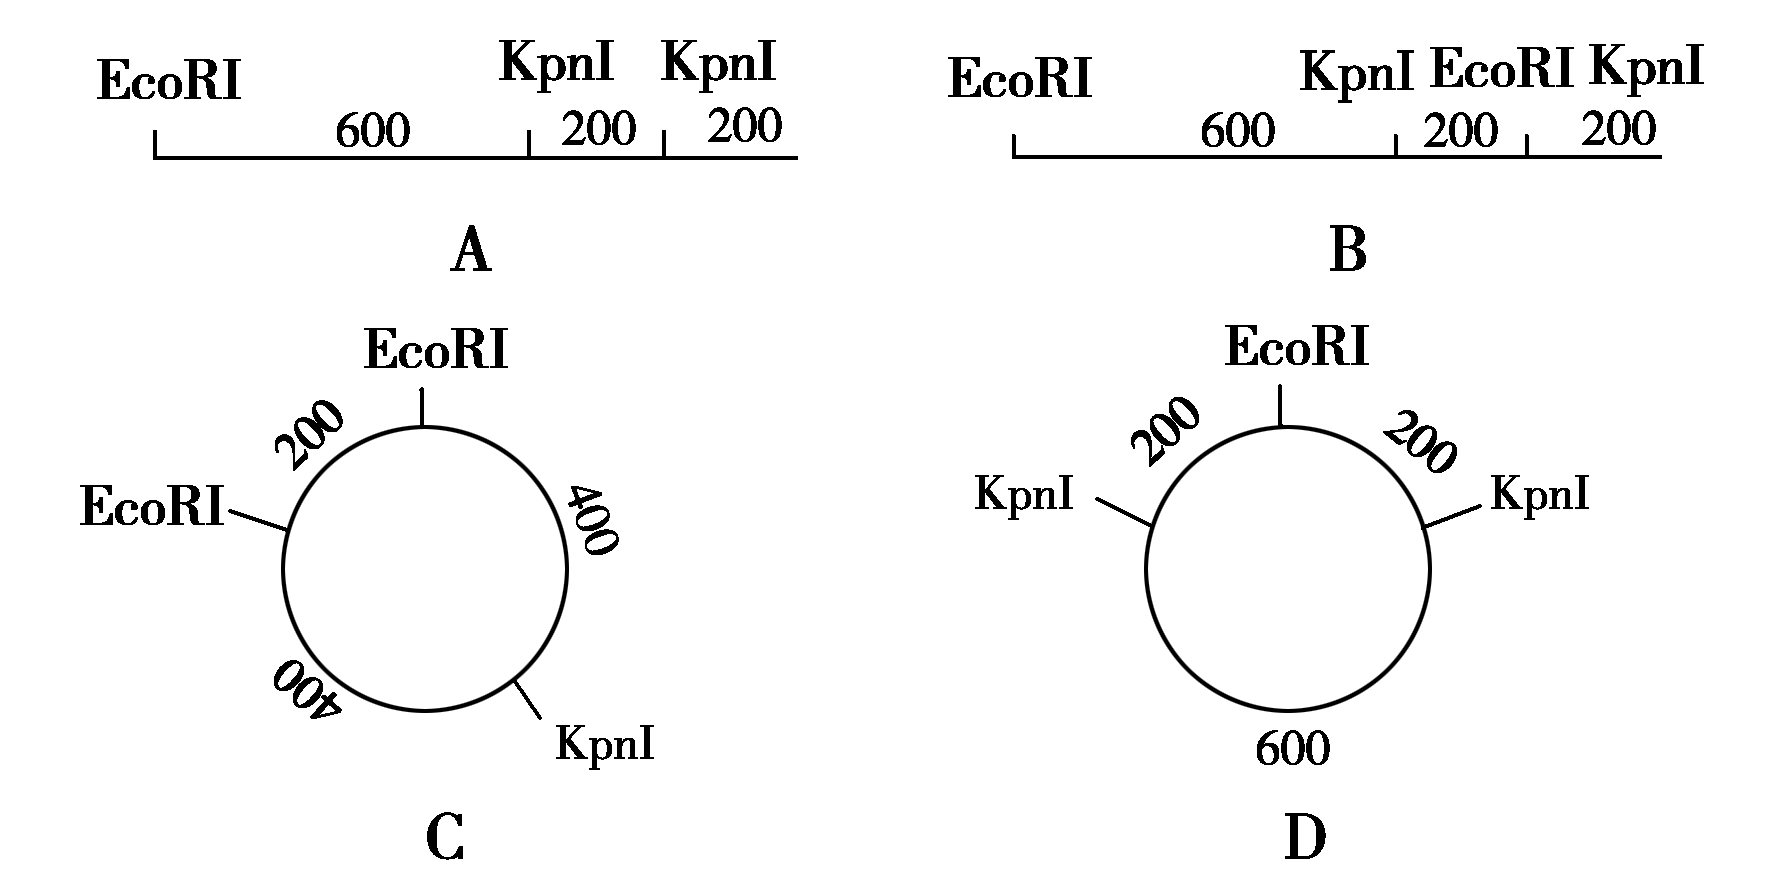 EcoRI KpnI KpnI
600 200 200
A
EcoRI KpnI EcoRI KpnI
600 200 200
B
EcoRI
200
EcoRI
400
400
KpnI
C
EcoRI
200 200
KpnI KpnI
600
D